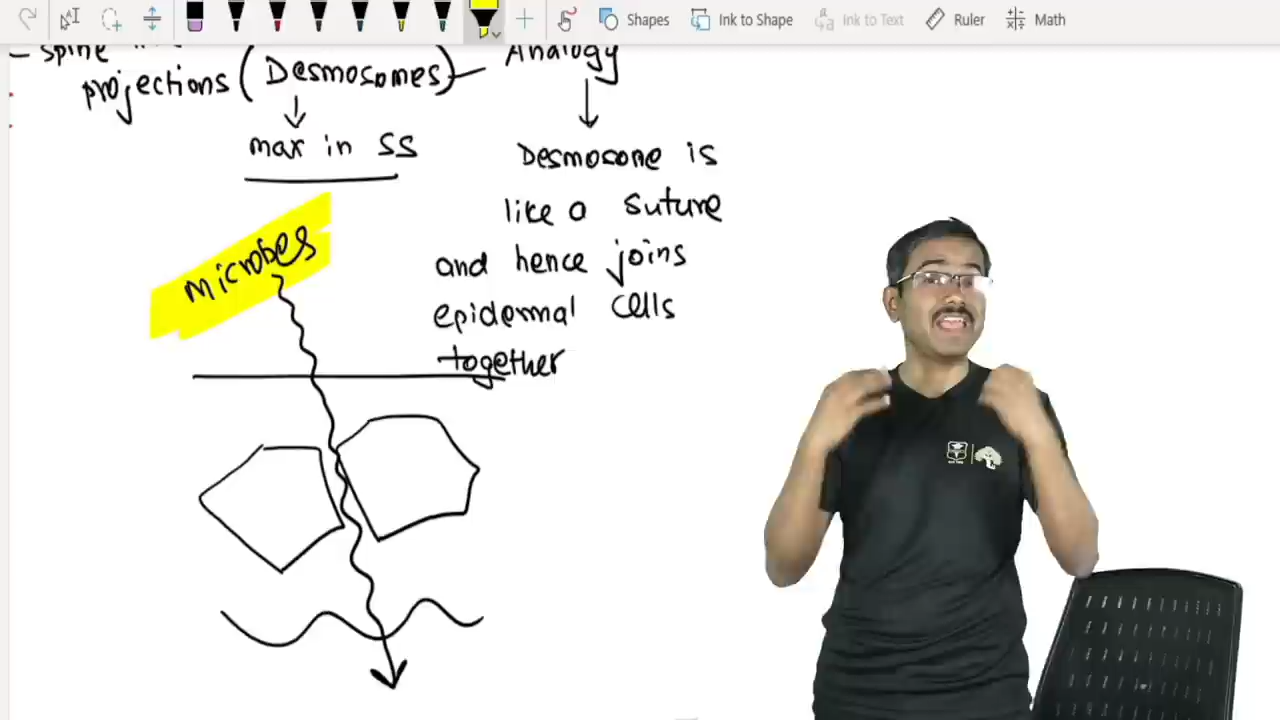 Shapes
Ink to Shape
Ink to Text
Ruler
Math
- spine
projections (Desmosomes) - Analogy
max in SS
Desmosone is
like a suture
and hence joins
epidermal cells
together
Microbes